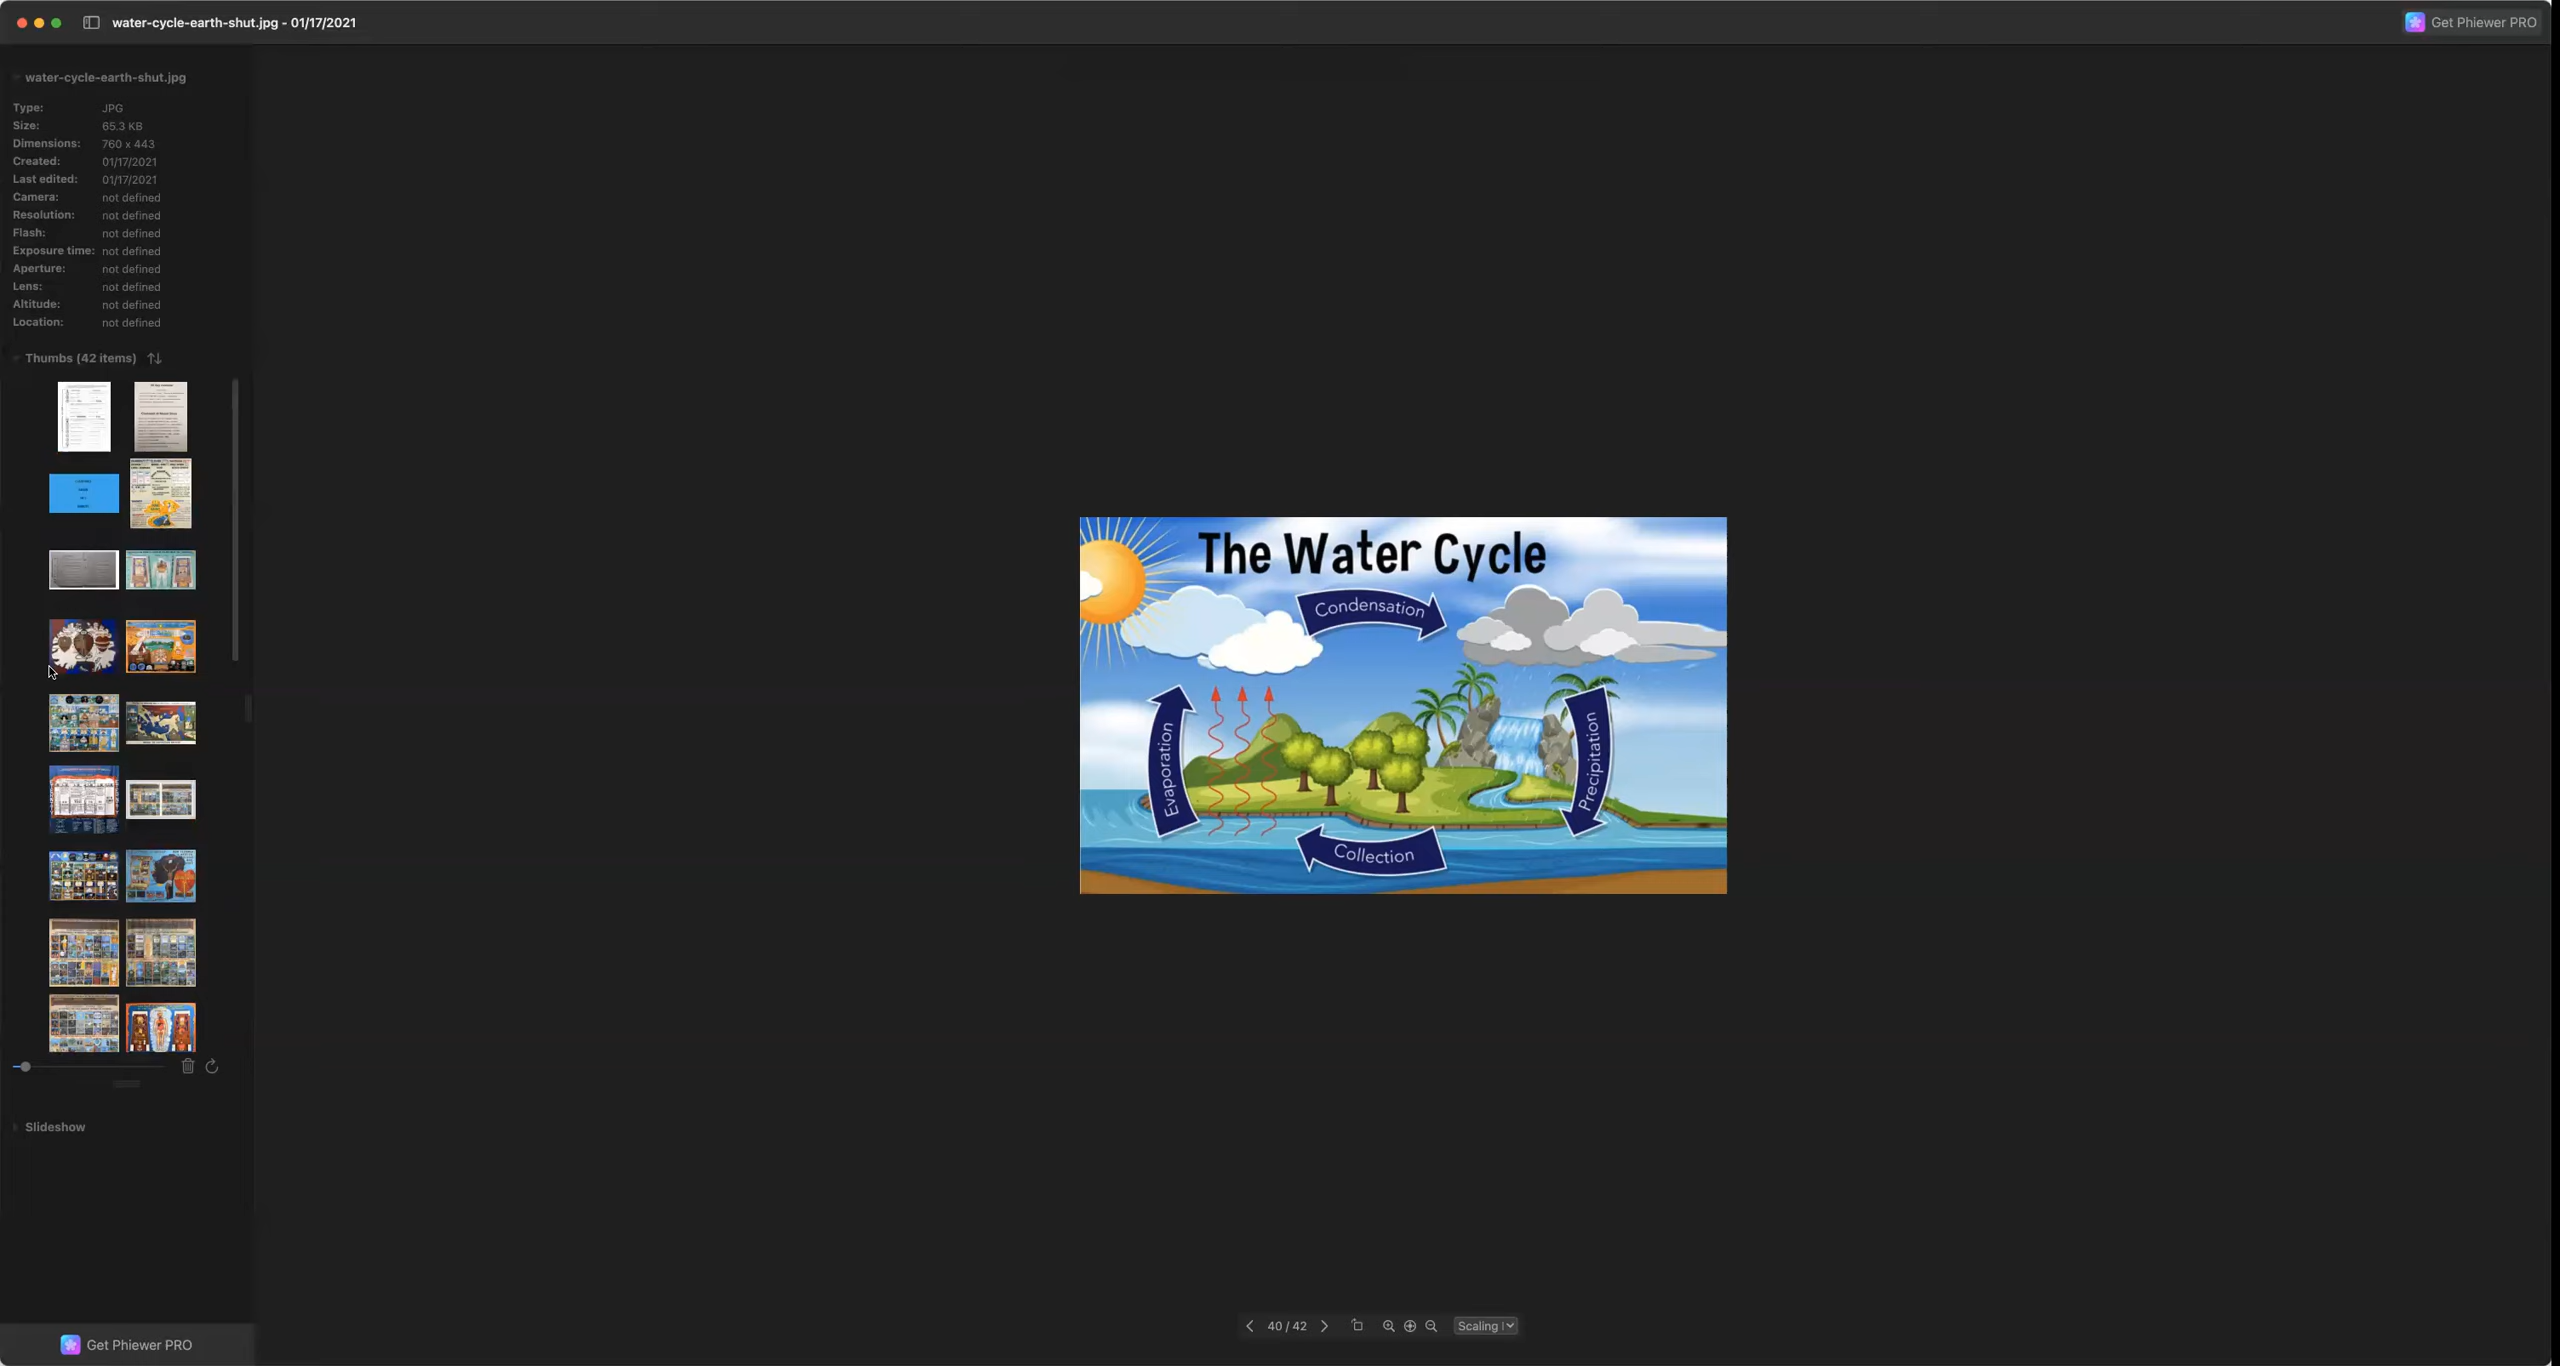 water-cycle-earth-shut.jpg - 01/17/2021
Get Phiewer PRO
water-cycle-earth-shut.jpg
Type: JPG
Size: 65.3 KB
Dimensions: 760 x 443
Created: 01/17/2021
Last edited: 01/17/2021
Camera: not defined
Resolution: not defined
Flash: not defined
Exposure time: not defined
Aperture: not defined
Lens: not defined
Altitude: not defined
Location: not defined
Thumbs (42 items)
The Water Cycle
Condensation
Evaporation
Precipitation
Collection
Slideshow
40 / 42
Scaling
Get Phiewer PRO